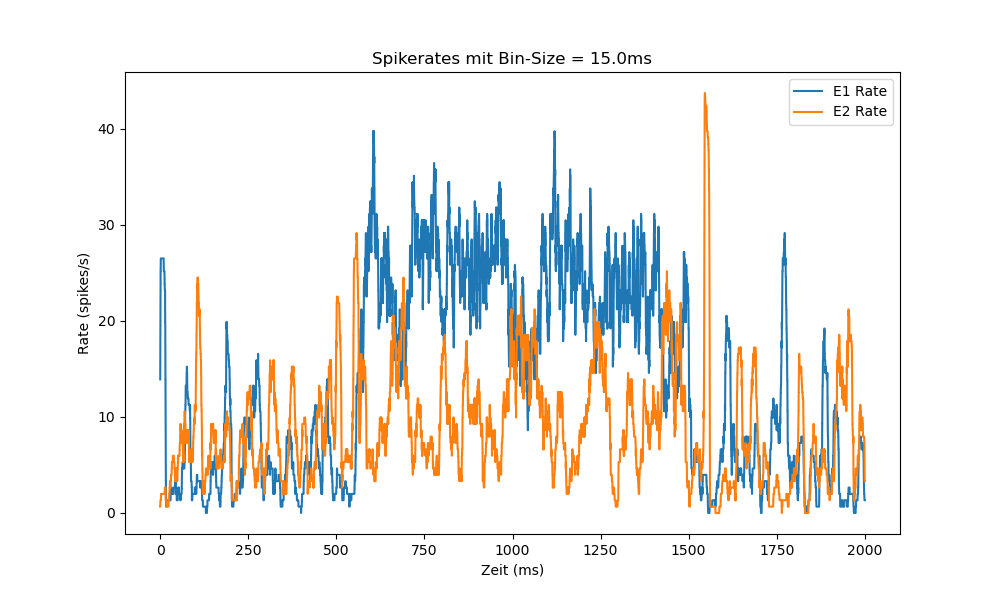 Spikerates mit Bin-Size = 15.0ms
E1 Rate
E2 Rate
Rate (spikes/s)
40
30
20
10
0
0 250 500 750 1000 1250 1500 1750 2000
Zeit (ms)